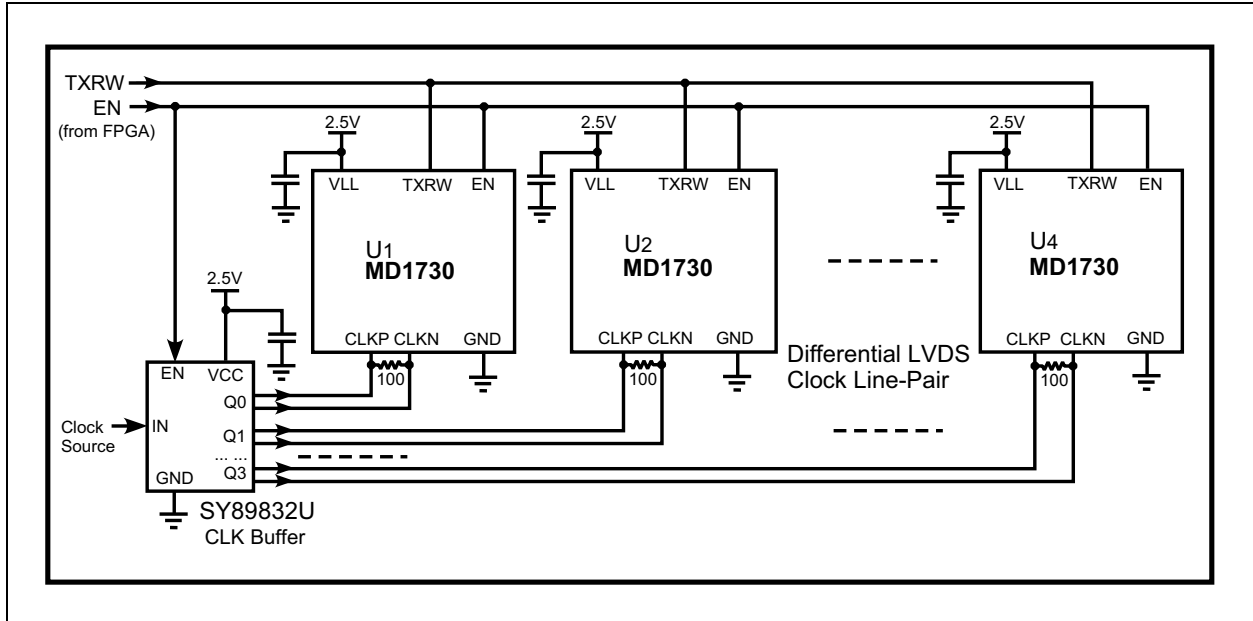 TXRW
EN
(from FPGA)
2.5V
2.5V
2.5V
VLL TXRW EN
VLL TXRW EN
VLL TXRW EN
U1
MD1730
U2
MD1730
U4
MD1730
2.5V
CLKP CLKN GND
CLKP CLKN GND
CLKP CLKN GND
100
100
100
Differential LVDS
Clock Line-Pair
EN VCC
Q0
IN
Clock
Source
Q1
... ...
Q3
GND
SY89832U
CLK Buffer